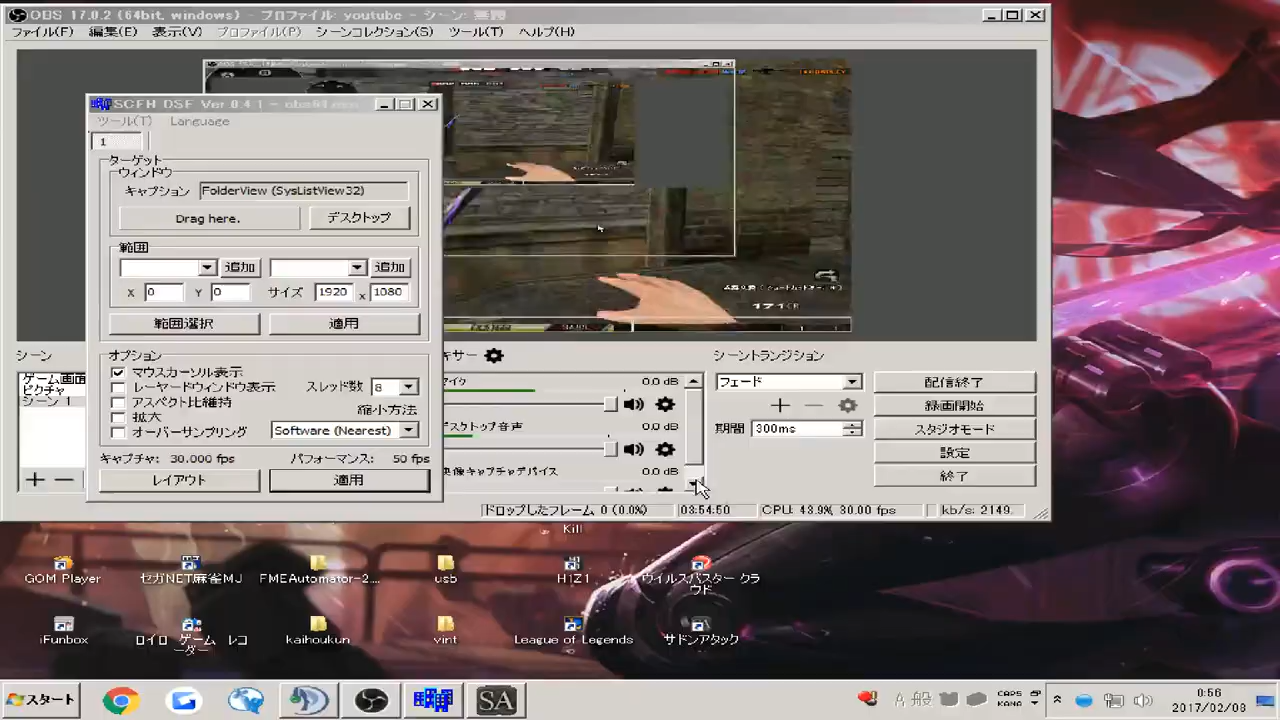 OBS 17.0.2 (64bit, windows) - プロファイル: youtube - シーン: 無題
ファイル(F) 編集(E) 表示(V) プロファイル(P) シーンコレクション(S) ツール(T) ヘルプ(H)
SCFH DSF Ver 0.4.1 -
ツール(T) Language
1
ターゲット
ウィンドウ
キャプション FolderView (SysListView32)
Drag here. デスクトップ
範囲
追加 追加
X 0 Y 0 サイズ 1920 x 1080
範囲選択 適用
オプション
マウスカーソル表示
レーヤードウィンドウ表示 スレッド数 8
アスペクト比維持
拡大 縮小方法
オーバーサンプリング Software (Nearest)
キャプチャ: 30.000 fps パフォーマンス: 50 fps
レイアウト 適用
シーン
ゲーム画面
ピクチャ
シーン 1
キサー
マイク 0.0 dB
デスクトップ音声 0.0 dB
映像キャプチャデバイス 0.0 dB
シーントランジション
フェード
期間 300ms
配信終了
録画開始
スタジオモード
設定
終了
ドロップしたフレーム 0 (0.0%) 03:54:50 CPU: 43.9%, 30.00 fps kb/s: 2149
Kill
GOM Player セガNET麻雀MJ FMEAutomator-2... usb H1Z1 ウイルスバスター クラウド
iFunbox ロイロ ゲーム レコーダー kaihoukun vint League of Legends サドンアタック
スタート
SA
A 般 CAPS KANA
0:56
2017/02/08